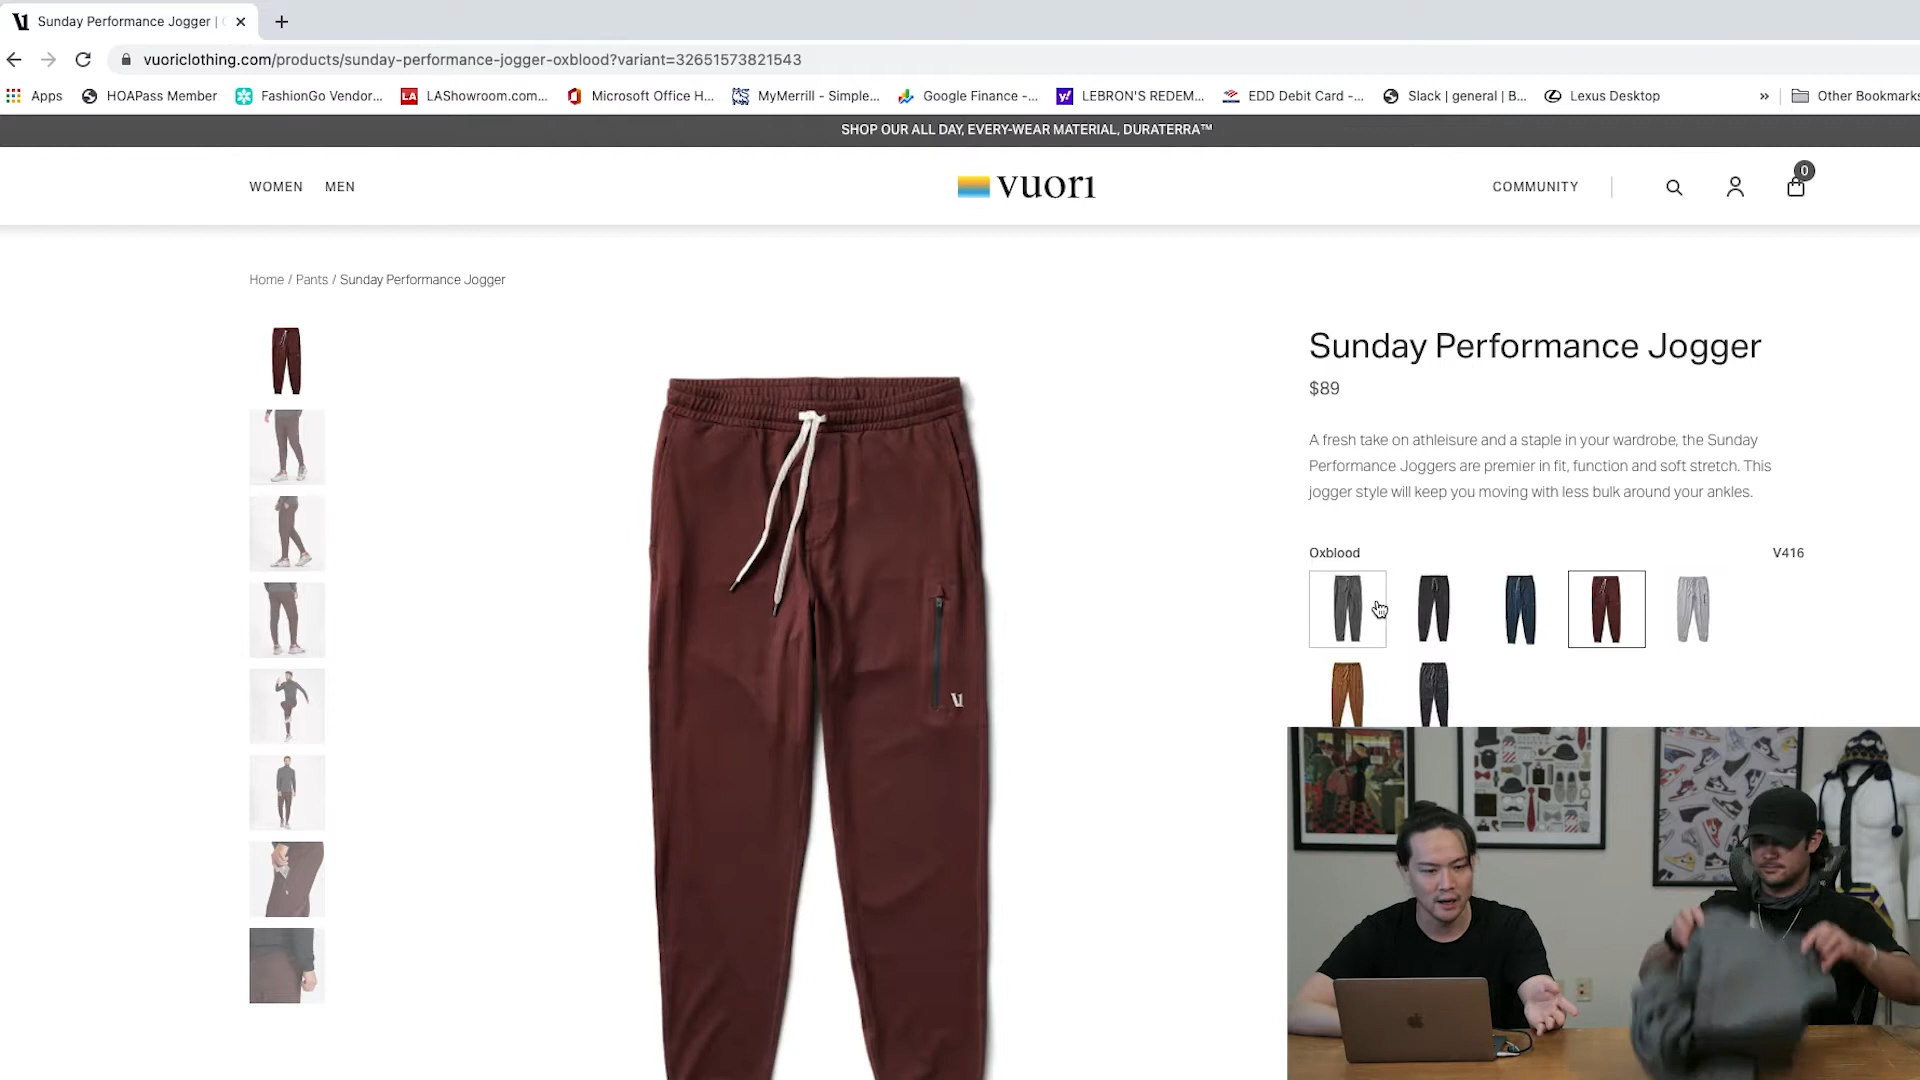 Sunday Performance Jogger |
vuoriclothing.com/products/sunday-performance-jogger-oxblood?variant=32651573821543
Apps
HOAPass Member
FashionGo Vendor...
LA
LAShowroom.com...
Microsoft Office H...
MyMerrill - Simple...
Google Finance -...
LEBRON'S REDEM...
EDD Debit Card -...
Slack | general | B...
Lexus Desktop
»
Other Bookmarks
SHOP OUR ALL DAY, EVERY-WEAR MATERIAL, DURATERRA™
WOMEN
MEN
vuori
COMMUNITY
0
Home / Pants / Sunday Performance Jogger
Sunday Performance Jogger
$89
A fresh take on athleisure and a staple in your wardrobe, the Sunday
Performance Joggers are premier in fit, function and soft stretch. This
jogger style will keep you moving with less bulk around your ankles.
Oxblood
V416